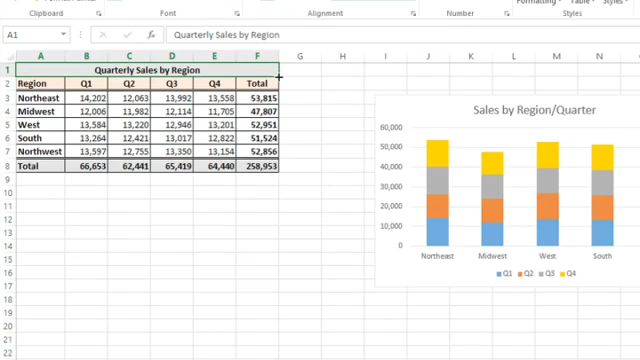 Formatting Table Styles
Clipboard Font Alignment Number Styles
A1 fx Quarterly Sales by Region
A B C D E F G H I J K L M N
1 Quarterly Sales by Region
2 Region Q1 Q2 Q3 Q4 Total
3 Northeast 14,202 12,063 13,992 13,558 53,815
4 Midwest 12,006 11,982 12,114 11,705 47,807
5 West 13,584 13,220 12,946 13,201 52,951
6 South 13,264 12,421 13,017 12,822 51,524
7 Northwest 13,597 12,755 13,350 13,154 52,856
8 Total 66,653 62,441 65,419 64,440 258,953
9
10
11
12
13
14
15
16
17
18
19
20
21
22
Sales by Region/Quarter
60,000
50,000
40,000
30,000
20,000
10,000
0
Northeast Midwest West South
Q1 Q2 Q3 Q4